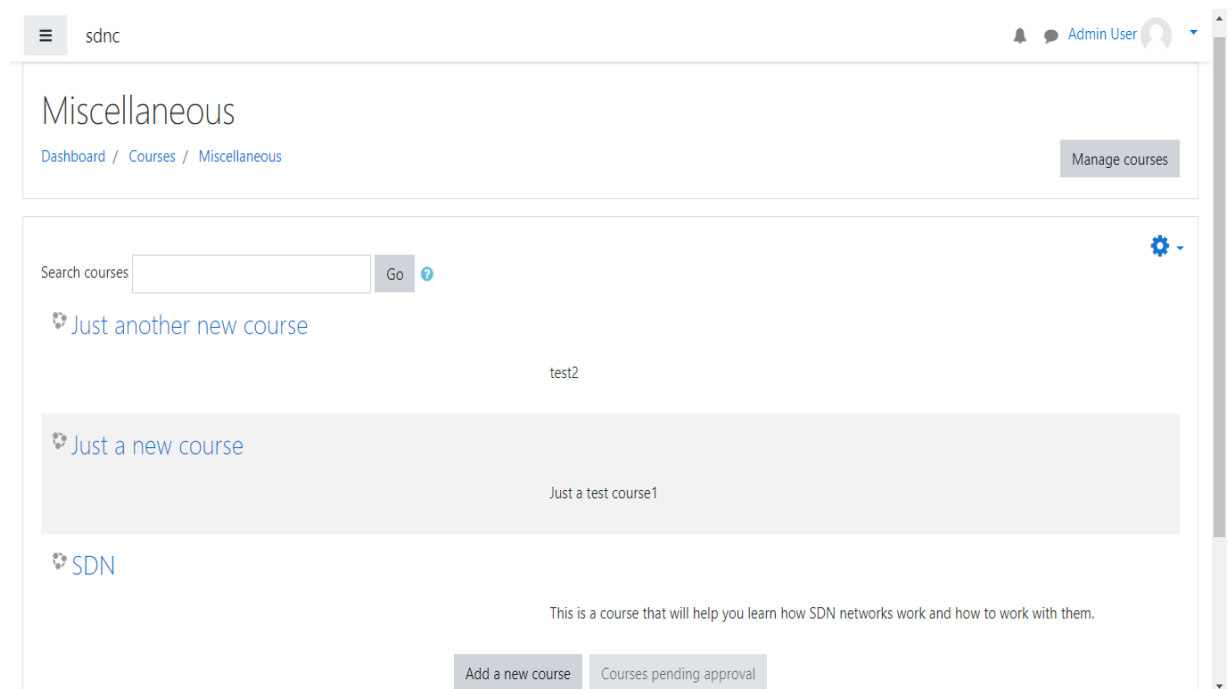 sdnc
Admin User
Miscellaneous
Dashboard / Courses / Miscellaneous
Manage courses
Search courses
Go
Just another new course
test2
Just a new course
Just a test course1
SDN
This is a course that will help you learn how SDN networks work and how to work with them.
Add a new course
Courses pending approval